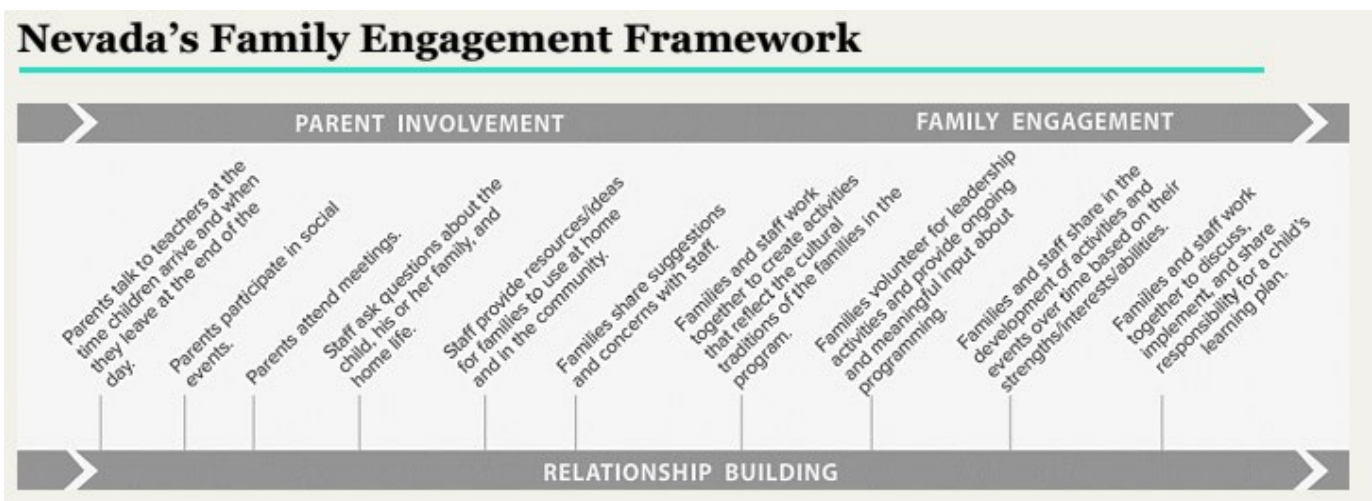 Nevada’s Family Engagement Framework
PARENT INVOLVEMENT
FAMILY ENGAGEMENT
Parents talk to teachers at the
time children arrive and when
they leave at the end of the
day.
Parents participate in social
events.
Parents attend meetings.
Staff ask questions about the
child, his or her family, and
home life.
Staff provide resources/ideas
for families to use at home
and in the community.
Families share suggestions
and concerns with staff.
Families and staff work
together to create activities
that reflect the cultural
traditions of the families in the
program.
Families volunteer for leadership
activities and provide ongoing
and meaningful input about
programming.
Families and staff share in the
development of activities and
events over time based on their
strengths/interests/abilities.
Families and staff work
together to discuss,
implement, and share
responsibility for a child’s
learning plan.
RELATIONSHIP BUILDING